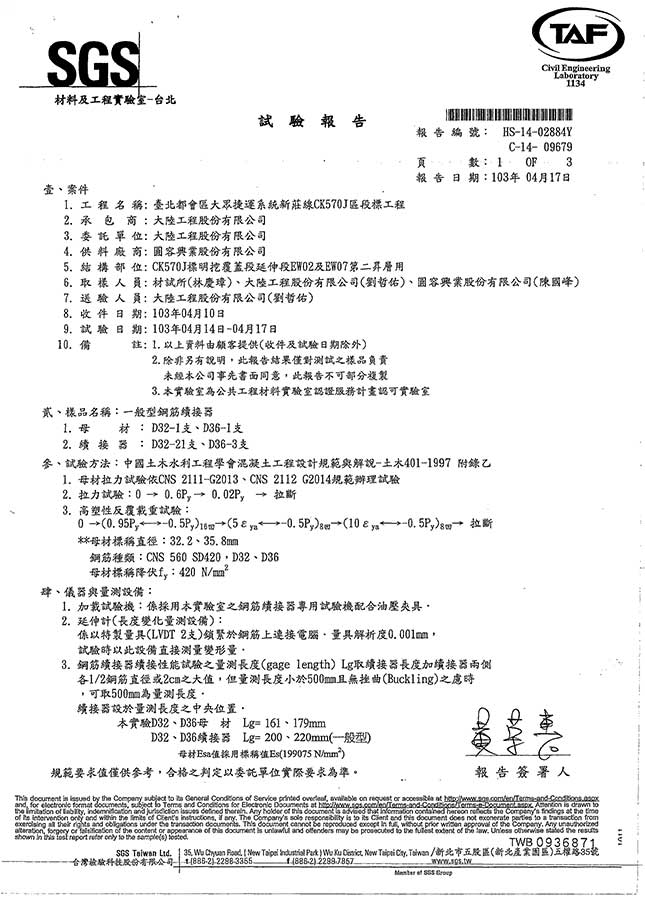 SGS
TAF
Civil Engineering
Laboratory
1134
材料及工程實驗室-台北
試 驗 報 告
報 告 編 號： HS-14-02884Y
C-14- 09679
頁 數：1 OF 3
報 告 日 期：103年 04月17日
壹、案件
1. 工 程 名 稱：臺北都會區大眾捷運系統新莊線CK570J區段標工程
2. 承 包 商：大陸工程股份有限公司
3. 委 託 單 位：大陸工程股份有限公司
4. 供 料 廠 商：圓容興業股份有限公司
5. 結 構 部 位：CK570J標明挖覆蓋段延伸段EW02及EW07第二昇層用
6. 取 樣 人 員：材試所(林慶璋)、大陸工程股份有限公司(劉哲佑)、圓容興業股份有限公司(陳國峰)
7. 送 驗 人 員：大陸工程股份有限公司(劉哲佑)
8. 收 件 日 期：103年04月10日
9. 試 驗 日 期：103年04月14日-04月17日
10. 備 註：1.以上資料由顧客提供(收件及試驗日期除外)
2.除非另有說明，此報告結果僅對測試之樣品負責
未經本公司事先書面同意，此報告不可部分複製
3.本實驗室為公共工程材料實驗室認證服務計畫認可實驗室
貳、樣品名稱：一般型鋼筋續接器
1. 母 材 ：D32-1支、D36-1支
2. 續 接 器 ：D32-21支、D36-3支
參、試驗方法：中國土木水利工程學會混凝土工程設計規範與解說-土木401-1997 附錄乙
1. 母材拉力試驗依CNS 2111-G2013、CNS 2112 G2014規範辦理試驗
2. 拉力試驗：0 → 0.6Py → 0.02Py → 拉斷
3. 高塑性反覆載重試驗：
0 →(0.95Py←→-0.5Py)16回→(5εya←→-0.5Py)8回→(10εya←→-0.5Py)8回→ 拉斷
**母材標稱直徑：32.2、35.8mm
鋼筋種類：CNS 560 SD420，D32、D36
母材標稱降伏fy：420 N/mm²
肆、儀器與量測設備：
1. 加載試驗機：係採用本實驗室之鋼筋續接器專用試驗機配合油壓夾具。
2. 延伸計(長度變化量測設備)：
係以特製量具(LVDT 2支)鎖緊於鋼筋上連接電腦。量具解析度0.001mm，
試驗時以此設備直接測量變形量。
3. 鋼筋續接器續接性能試驗之量測長度(gage length) Lg取續接器長度加續接器兩側
各1/2鋼筋直徑或2cm之大值，但量測長度小於500mm且無挫曲(Buckling)之慮時
，可取500mm為量測長度。
續接器設於量測長度之中央位置。
本實驗D32、D36母 材 Lg= 161、179mm
D32、D36續接器 Lg= 200、220mm(一般型)
母材Esa值採用標稱值Es(199075 N/mm²)
規範要求值僅供參考，合格之判定以委託單位實際要求為準。
報 告 簽 署 人
This document is issued by the Company subject to its General Conditions of Service printed overleaf, available on request or accessible at http://www.sgs.com/en/Terms-and-Conditions.aspx
and, for electronic format documents, subject to Terms and Conditions for Electronic Documents at http://www.sgs.com/en/Terms-and-Conditions/Terms-e-Document.aspx. Attention is drawn to
the limitation of liability, indemnification and jurisdiction issues defined therein. Any holder of this document is advised that information contained hereon reflects the Company's findings at the time
of its intervention only and within the limits of Client's instructions, if any. The Company's sole responsibility is to its Client and this document does not exonerate parties to a transaction from
exercising all their rights and obligations under the transaction documents. This document cannot be reproduced except in full, without prior written approval of the Company. Any unauthorized
alteration, forgery or falsification of the content or appearance of this document is unlawful and offenders may be prosecuted to the fullest extent of the law. Unless otherwise stated the results
shown in this test report refer only to the sample(s) tested.
TWB 0936871
SGS Taiwan Ltd. 35, Wu Chyuan Road, ( New Taipei Industrial Park ) Wu Ku District, New Taipei City, Taiwan /新北市五股區(新北產業園區)五權路35號
台灣檢驗科技股份有限公司 t (886-2) 2298-3355 f (886-2) 2298-7857 www.sgs.tw
Member of SGS Group